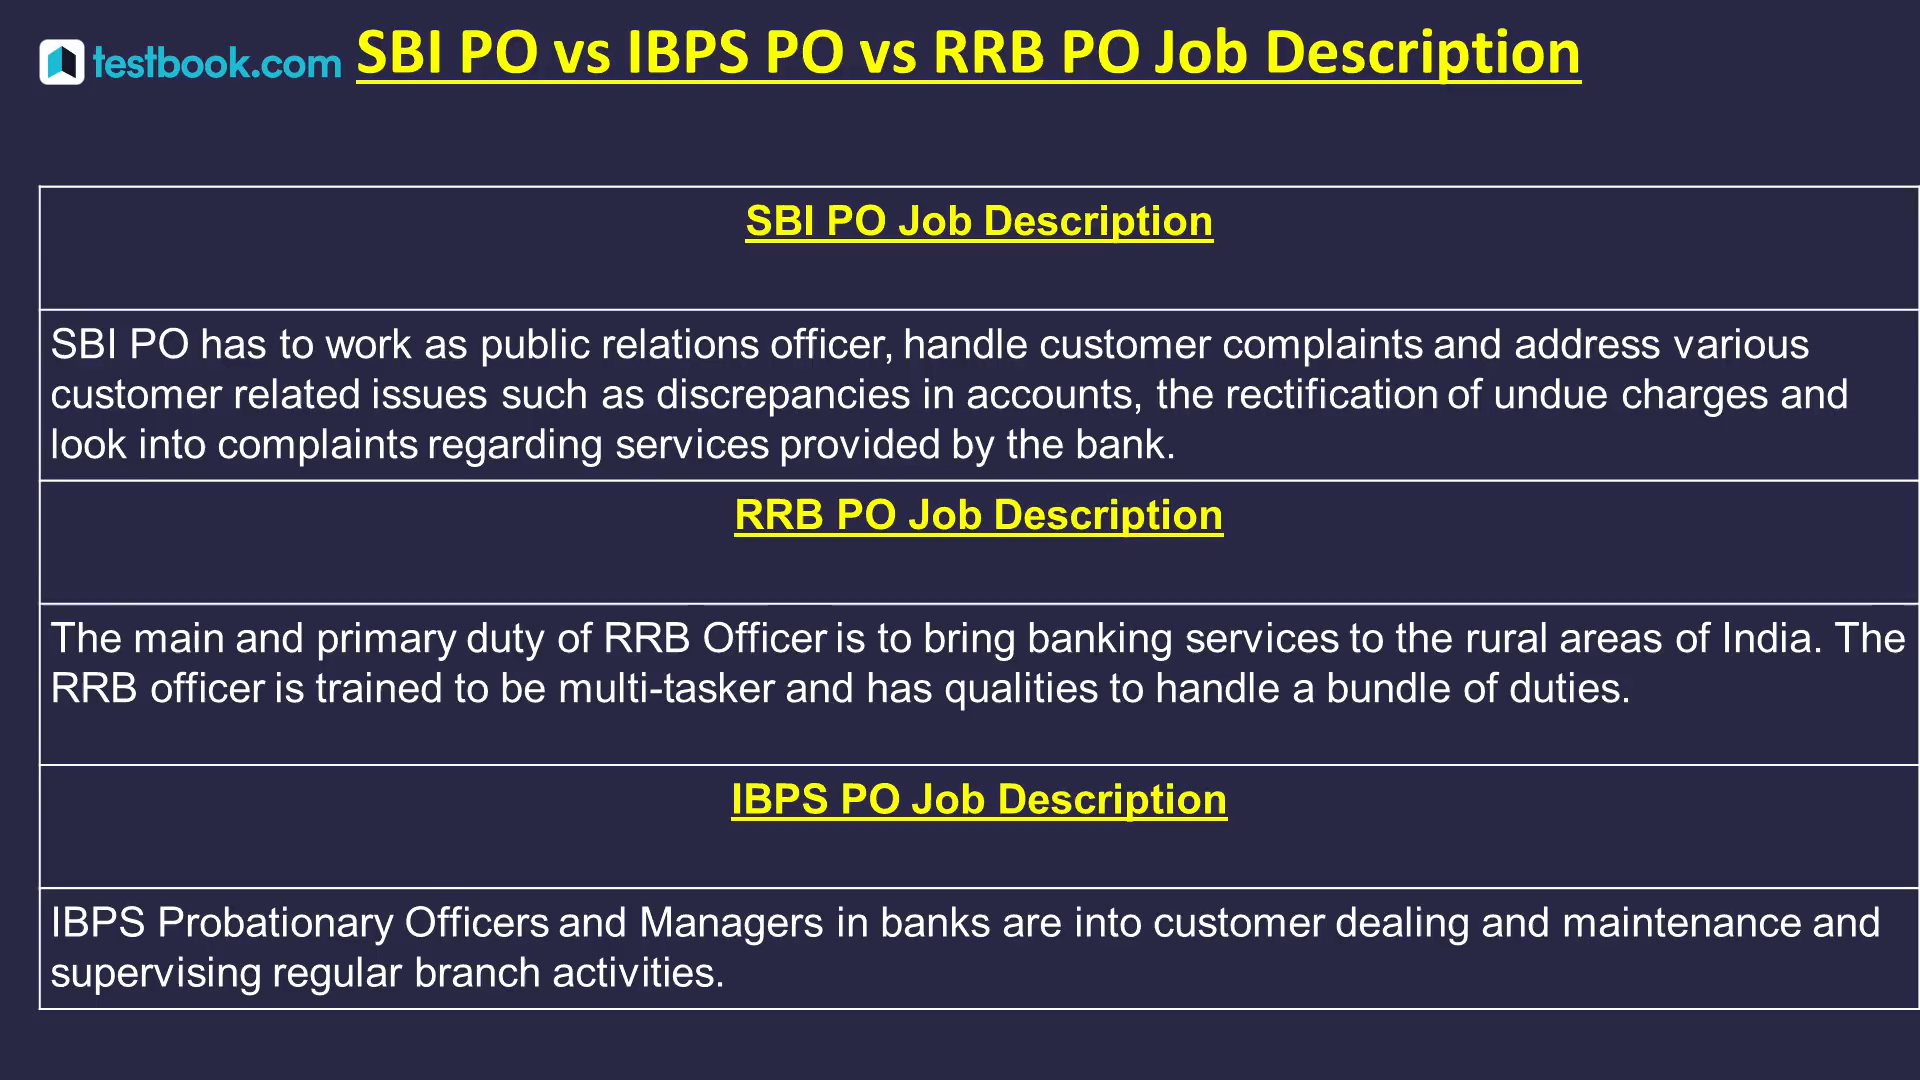 testbook.com SBI PO vs IBPS PO vs RRB PO Job Description
SBI PO Job Description
SBI PO has to work as public relations officer, handle customer complaints and address various
customer related issues such as discrepancies in accounts, the rectification of undue charges and
look into complaints regarding services provided by the bank.
RRB PO Job Description
The main and primary duty of RRB Officer is to bring banking services to the rural areas of India. The
RRB officer is trained to be multi-tasker and has qualities to handle a bundle of duties.
IBPS PO Job Description
IBPS Probationary Officers and Managers in banks are into customer dealing and maintenance and
supervising regular branch activities.